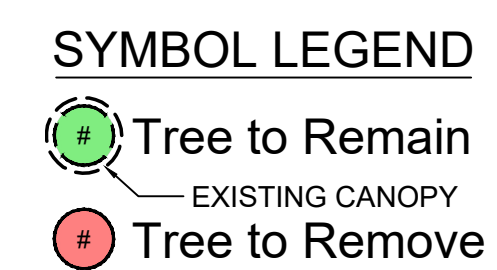 SYMBOL LEGEND
# Tree to Remain
EXISTING CANOPY
# Tree to Remove